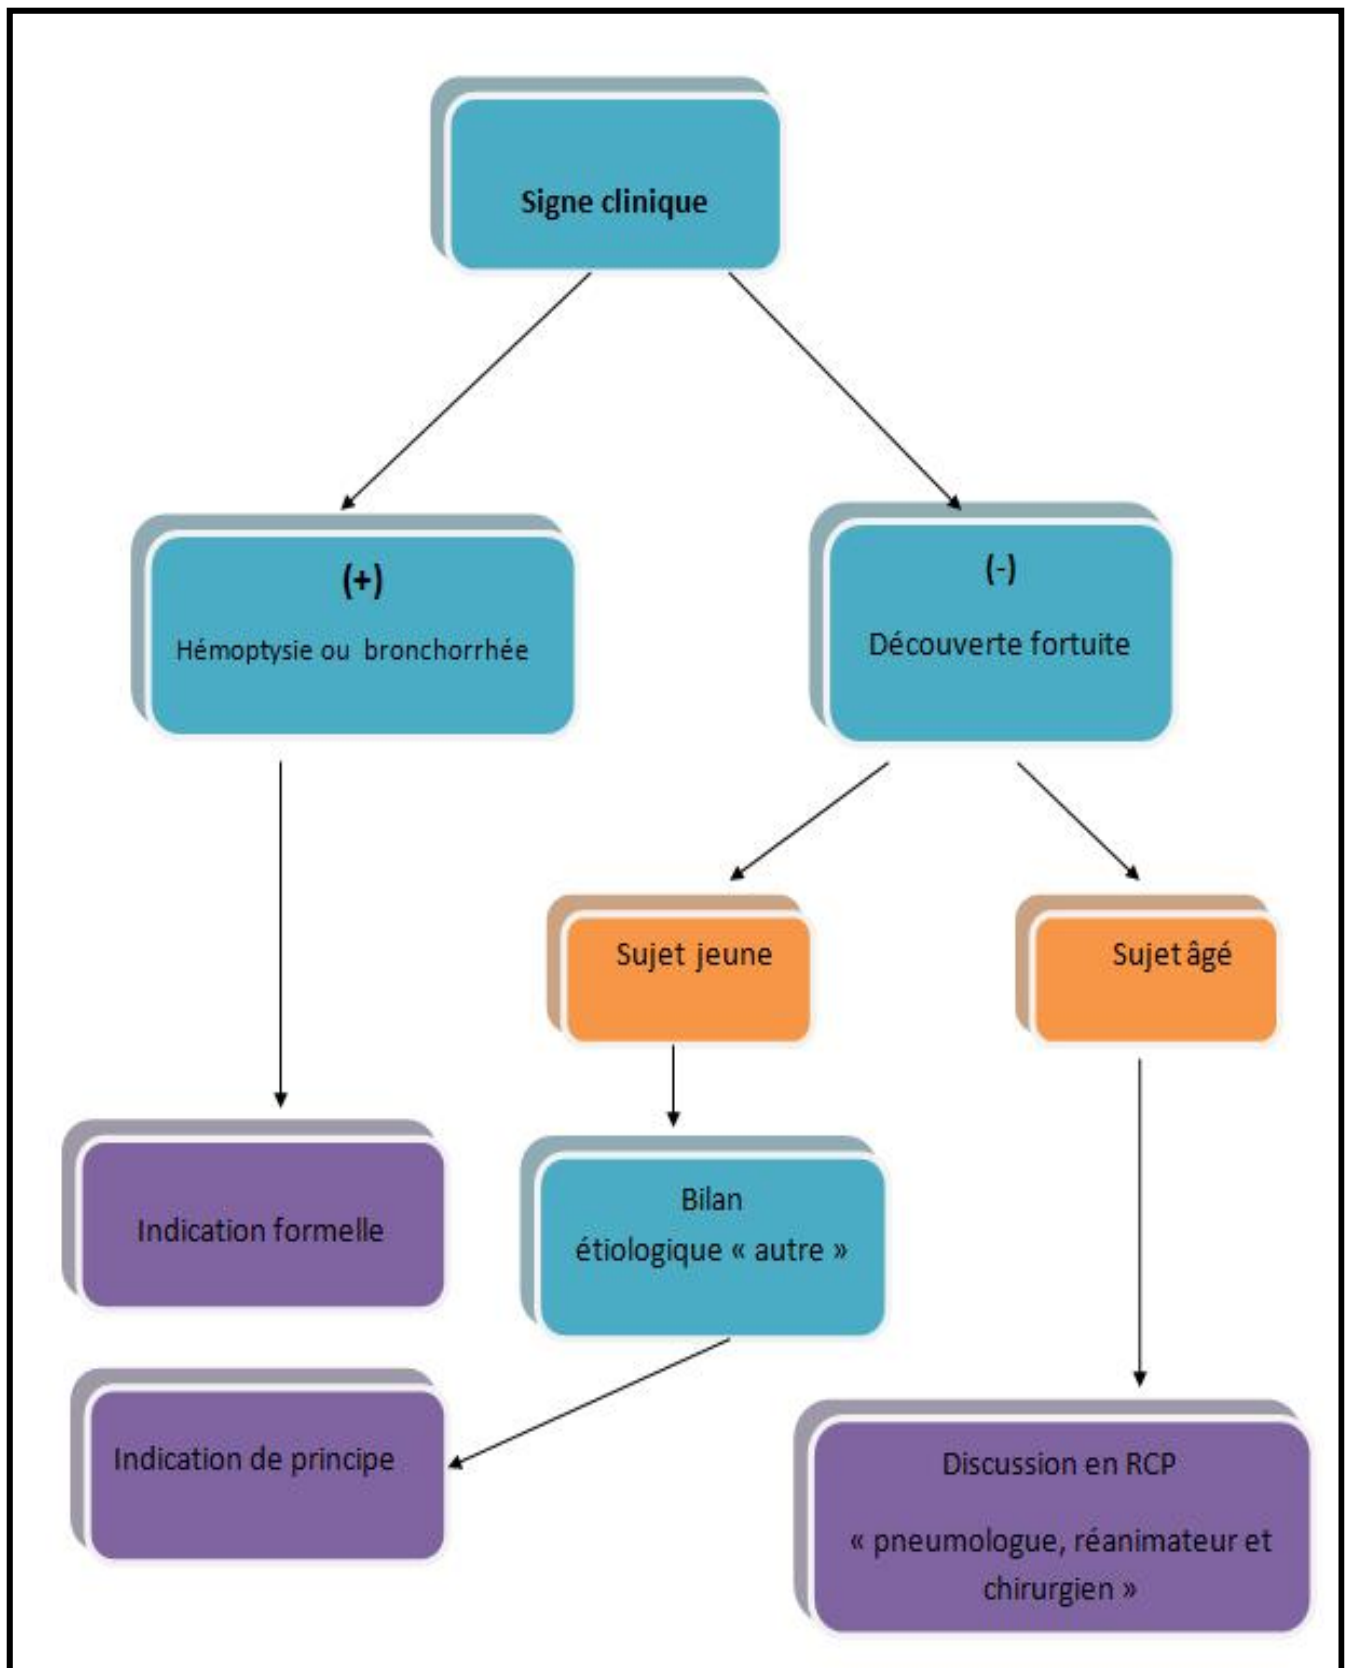 Signe clinique
(+)
Hémoptysie ou bronchorrhée
(-)
Découverte fortuite
Sujet jeune
Sujet âgé
Indication formelle
Bilan
étiologique « autre »
Indication de principe
Discussion en RCP
« pneumologue, réanimateur et
chirurgien »